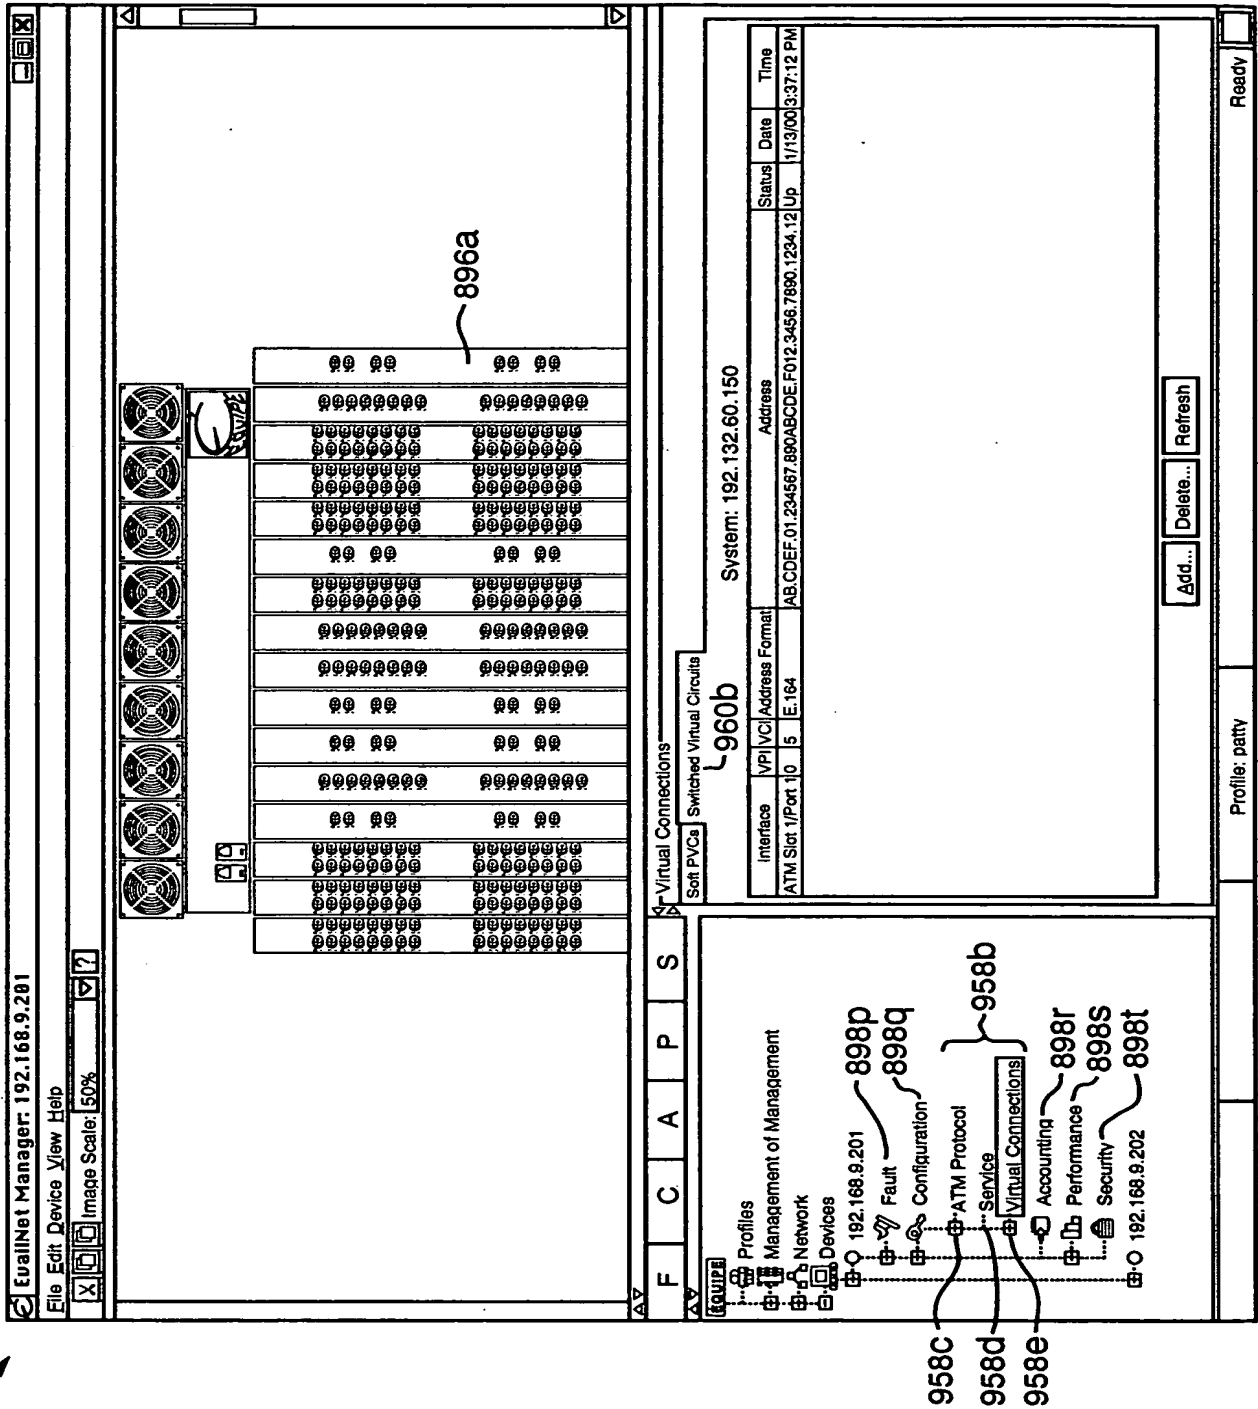 EvaliNet Manager: 192.168.9.201
File Edit Device View Help
Image Scale: 50% ?
896a
F C A P S
EQUIPE
Profiles
Management of Management
Network
Devices
192.168.9.201
898p
Fault
898q
Configuration
958c
ATM Protocol
958b
958d
Service
958e
Virtual Connections
Accounting
898r
Performance
898s
Security
898t
192.168.9.202
Virtual Connections
Soft PVCs Switched Virtual Circuits
960b
System: 192.132.60.150
Interface VPI VCI Address Format Address Status Date Time
ATM Slot 1/Port 1 0 5 E.164 AB.CDEF.01.234567.890ABCDE.F012.3456.7890.1234.12 Up 1/13/00 3:37:12 PM
Add... Delete... Refresh
Profile: patty
Ready